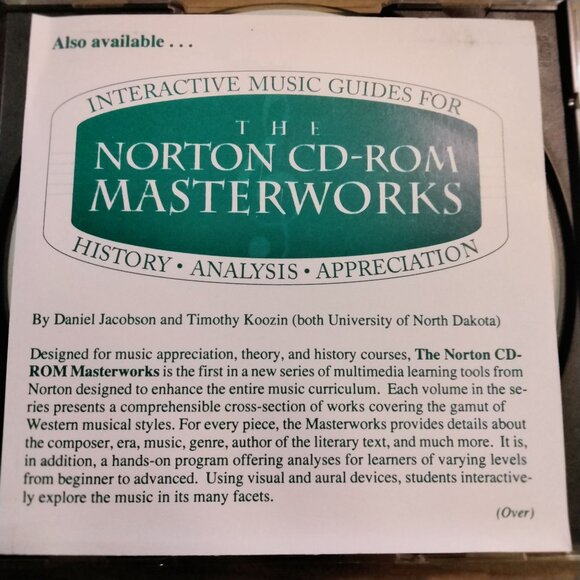 Also available . . .
INTERACTIVE MUSIC GUIDES FOR
THE
NORTON CD-ROM
MASTERWORKS
HISTORY • ANALYSIS • APPRECIATION
By Daniel Jacobson and Timothy Koozin (both University of North Dakota)
Designed for music appreciation, theory, and history courses, The Norton CD-
ROM Masterworks is the first in a new series of multimedia learning tools from
Norton designed to enhance the entire music curriculum. Each volume in the se-
ries presents a comprehensible cross-section of works covering the gamut of
Western musical styles. For every piece, the Masterworks provides details about
the composer, era, music, genre, author of the literary text, and much more. It is,
in addition, a hands-on program offering analyses for learners of varying levels
from beginner to advanced. Using visual and aural devices, students interactive-
ly explore the music in its many facets.
(Over)